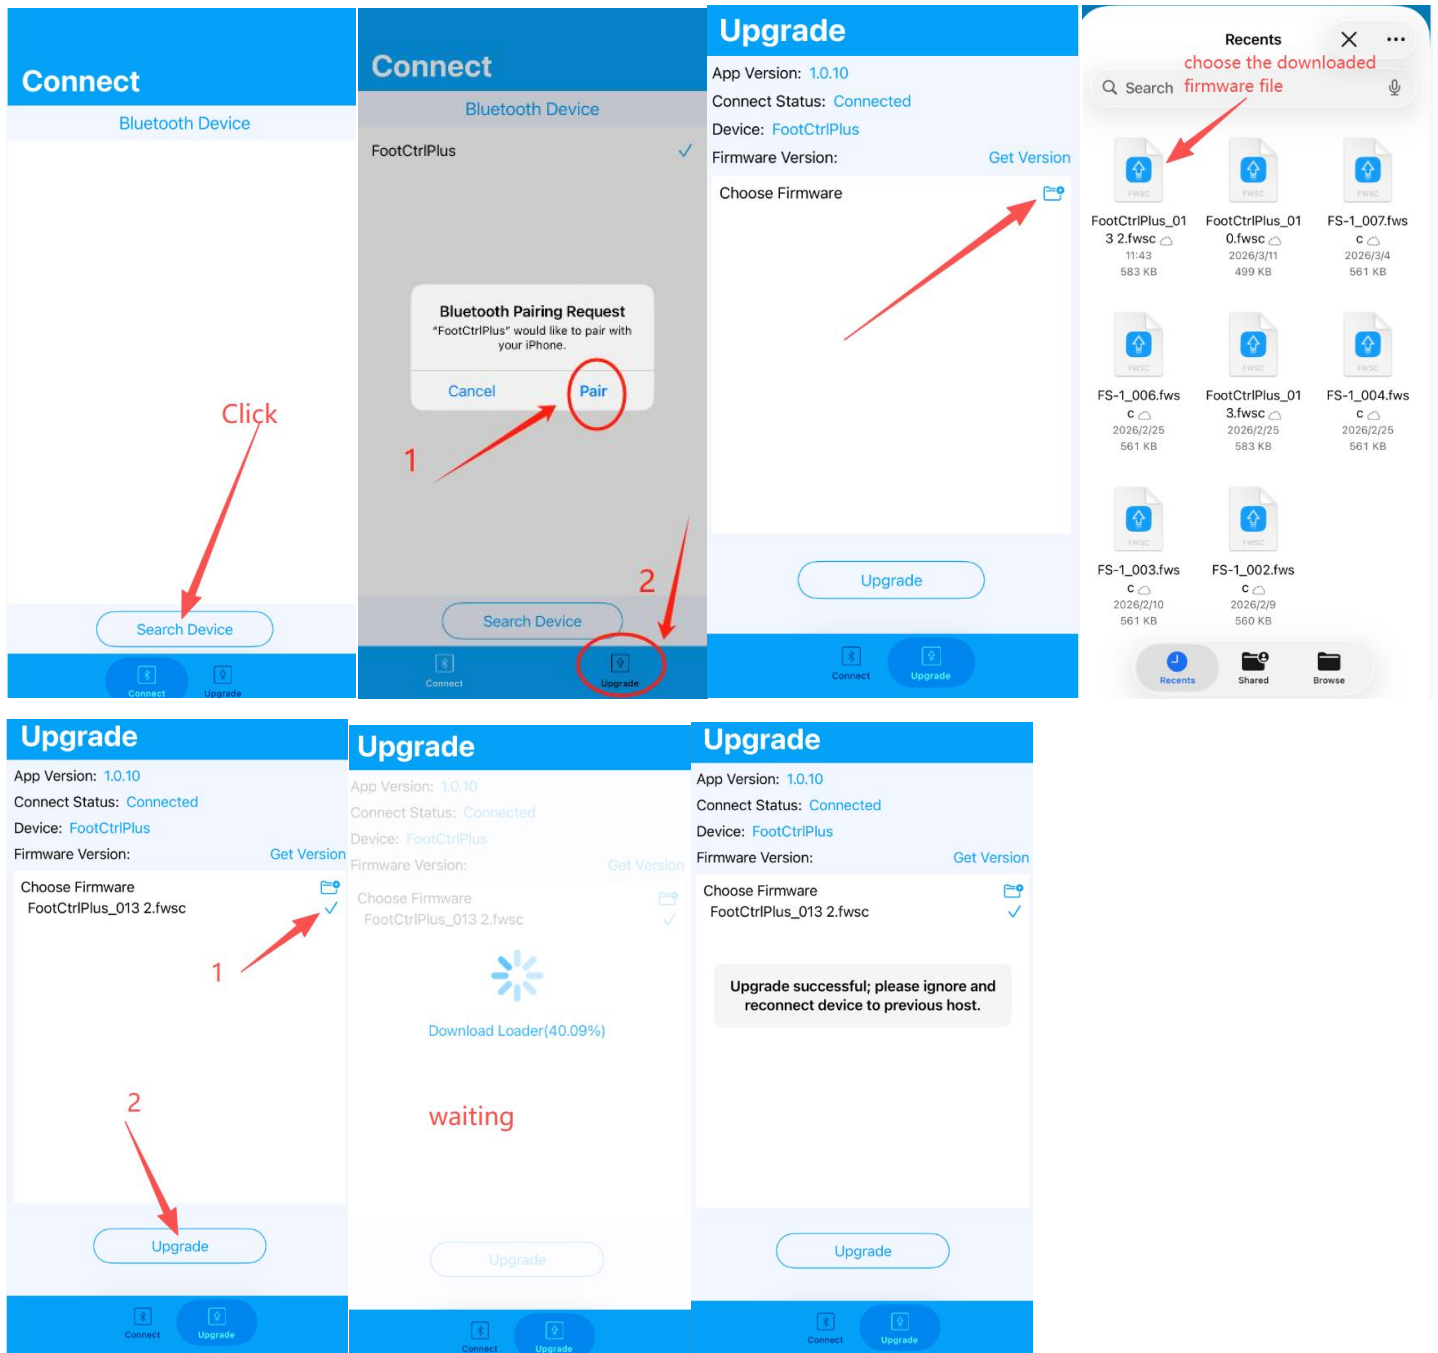 Connect
Bluetooth Device
Click
Search Device
Connect
Upgrade
Connect
Bluetooth Device
FootCtrlPlus
Bluetooth Pairing Request
"FootCtrlPlus" would like to pair with
your iPhone.
Cancel
Pair
1
2
Search Device
Connect
Upgrade
Upgrade
App Version: 1.0.10
Connect Status: Connected
Device: FootCtrlPlus
Firmware Version:
Get Version
Choose Firmware
Upgrade
Connect
Upgrade
Recents
choose the downloaded
firmware file
Search
FWSC
FWSC
FWSC
FootCtrlPlus_01
3 2.fwsc
11:43
583 KB
FootCtrlPlus_01
0.fwsc
2026/3/11
499 KB
FS-1_007.fws
c
2026/3/4
561 KB
FWSC
FWSC
FWSC
FS-1_006.fws
c
2026/2/25
561 KB
FootCtrlPlus_01
3.fwsc
2026/2/25
583 KB
FS-1_004.fws
c
2026/2/25
561 KB
FWSC
FWSC
FS-1_003.fws
c
2026/2/10
561 KB
FS-1_002.fws
c
2026/2/9
560 KB
Recents
Shared
Browse
Upgrade
App Version: 1.0.10
Connect Status: Connected
Device: FootCtrlPlus
Firmware Version:
Get Version
Choose Firmware
FootCtrlPlus_013 2.fwsc
1
2
Upgrade
Connect
Upgrade
Upgrade
App Version: 1.0.10
Connect Status: Connected
Device: FootCtrlPlus
Firmware Version:
Get Version
Choose Firmware
FootCtrlPlus_013 2.fwsc
Download Loader(40.09%)
waiting
Upgrade
Connect
Upgrade
Upgrade
App Version: 1.0.10
Connect Status: Connected
Device: FootCtrlPlus
Firmware Version:
Get Version
Choose Firmware
FootCtrlPlus_013 2.fwsc
Upgrade successful; please ignore and
reconnect device to previous host.
Upgrade
Connect
Upgrade